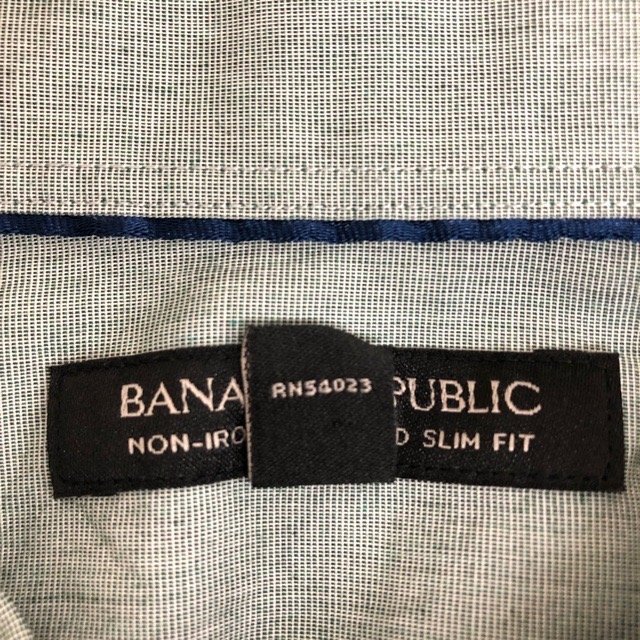 BANA PUBLIC
RN54023
NON-IRO D SLIM FIT